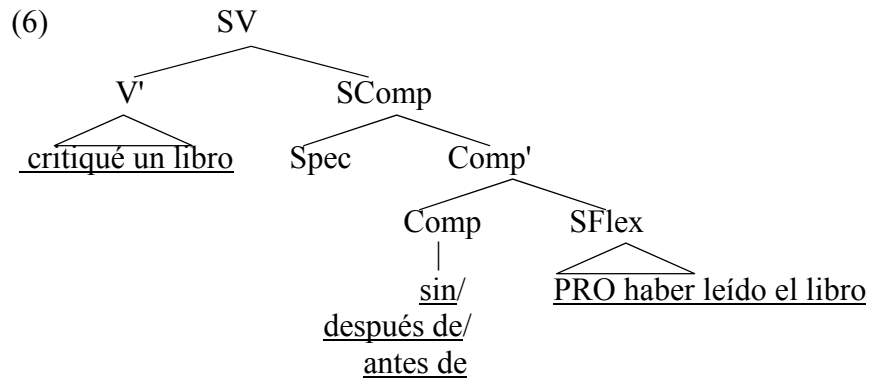 (6) SV
V' SComp
critiqué un libro Spec Comp'
Comp SFlex
sin/ PRO haber leído el libro
después de/
antes de